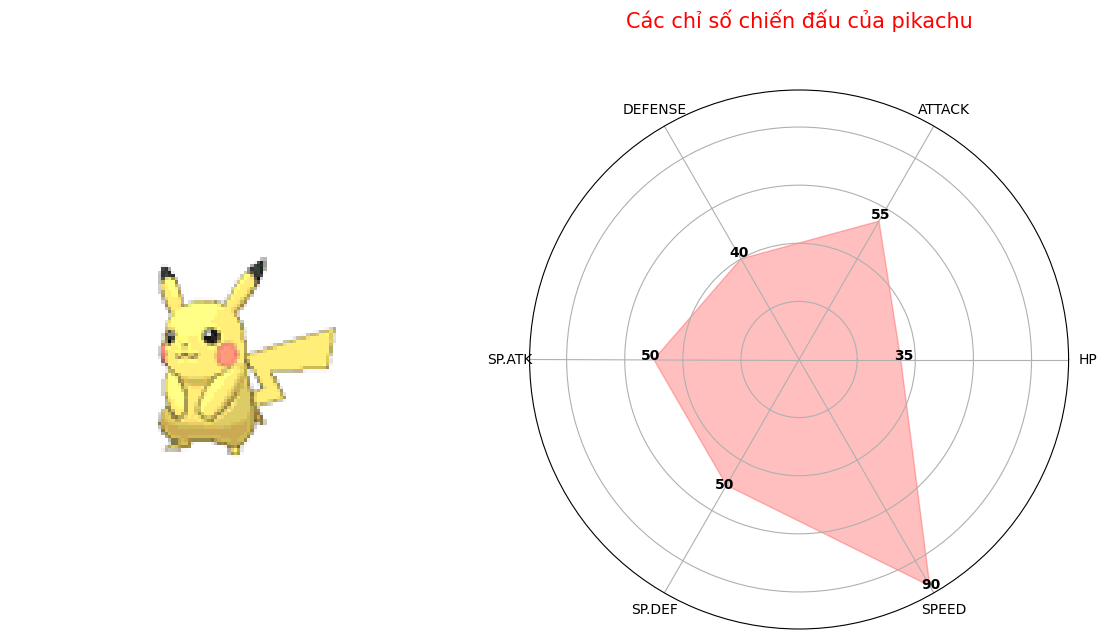 Các chỉ số chiến đấu của pikachu
DEFENSE
ATTACK
55
40
SP.ATK
50
35
HP
50
90
SP.DEF
SPEED